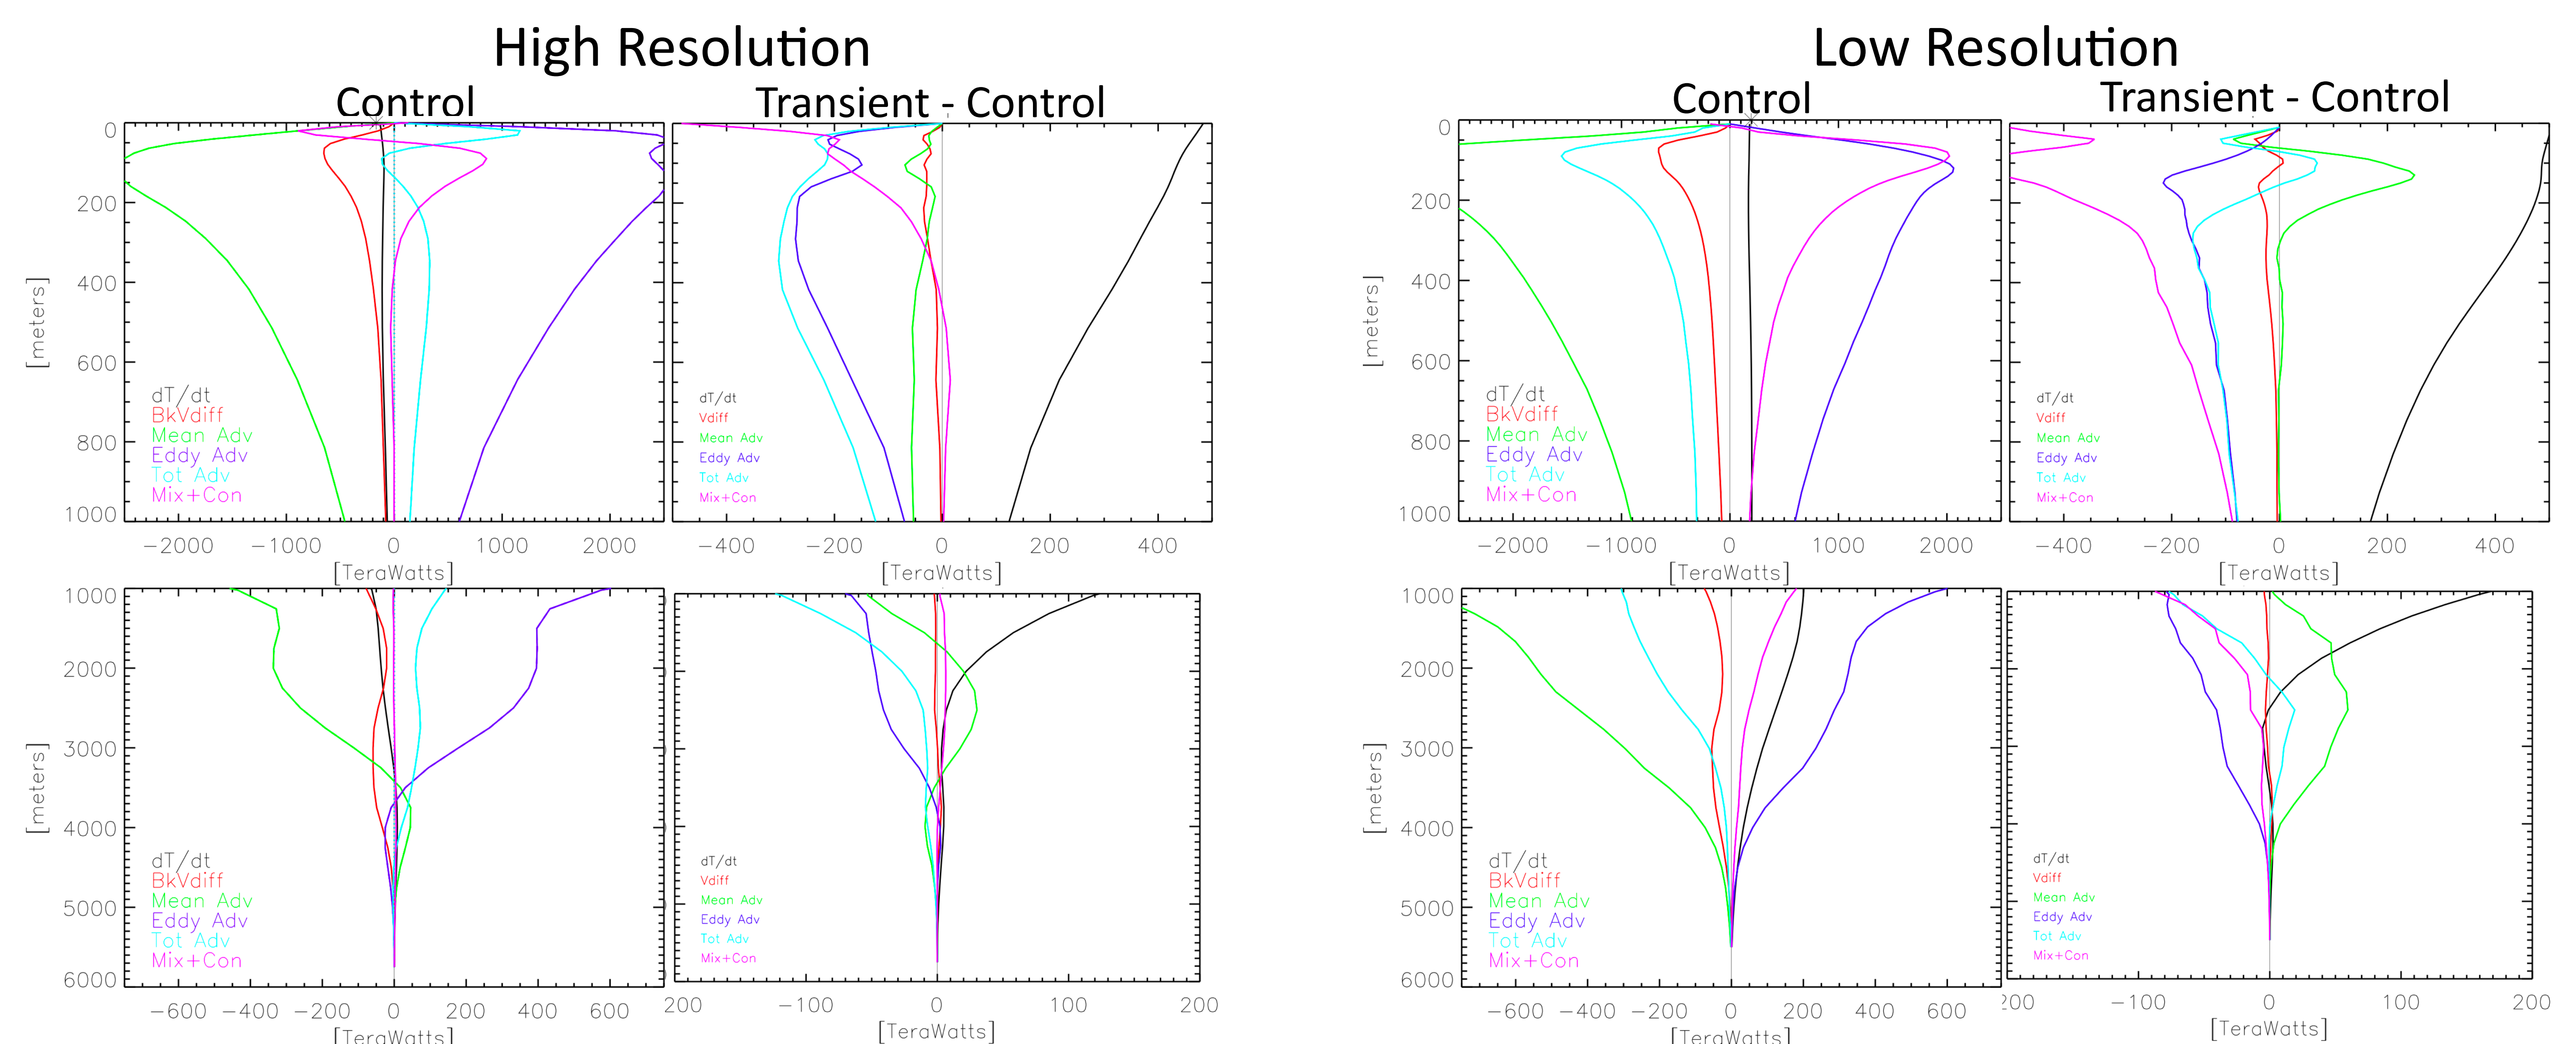 High Resolution
Low Resolution
Control
Transient - Control
Control
Transient - Control
0
200
400
600
800
1000
[meters]
dT/dt
BkVdiff
Mean Adv
Eddy Adv
Tot Adv
Mix+Con
−2000 −1000 0 1000 2000
[TeraWatts]
dT/dt
Vdiff
Mean Adv
Eddy Adv
Tot Adv
Mix+Con
−400 −200 0 200 400
[TeraWatts]
0
200
400
600
800
1000
[meters]
dT/dt
BkVdiff
Mean Adv
Eddy Adv
Tot Adv
Mix+Con
−2000 −1000 0 1000 2000
[TeraWatts]
dT/dt
Vdiff
Mean Adv
Eddy Adv
Tot Adv
Mix+Con
−400 −200 0 200 400
[TeraWatts]
1000
2000
3000
4000
5000
6000
[meters]
dT/dt
BkVdiff
Mean Adv
Eddy Adv
Tot Adv
Mix+Con
−600 −400 −200 0 200 400 600
[TeraWatts]
dT/dt
Vdiff
Mean Adv
Eddy Adv
Tot Adv
Mix+Con
200 −100 0 100 200
[TeraWatts]
1000
2000
3000
4000
5000
6000
[meters]
dT/dt
BkVdiff
Mean Adv
Eddy Adv
Tot Adv
Mix+Con
−600 −400 −200 0 200 400 600
[TeraWatts]
dT/dt
Vdiff
Mean Adv
Eddy Adv
Tot Adv
Mix+Con
200 −100 0 100 200
[TeraWatts]